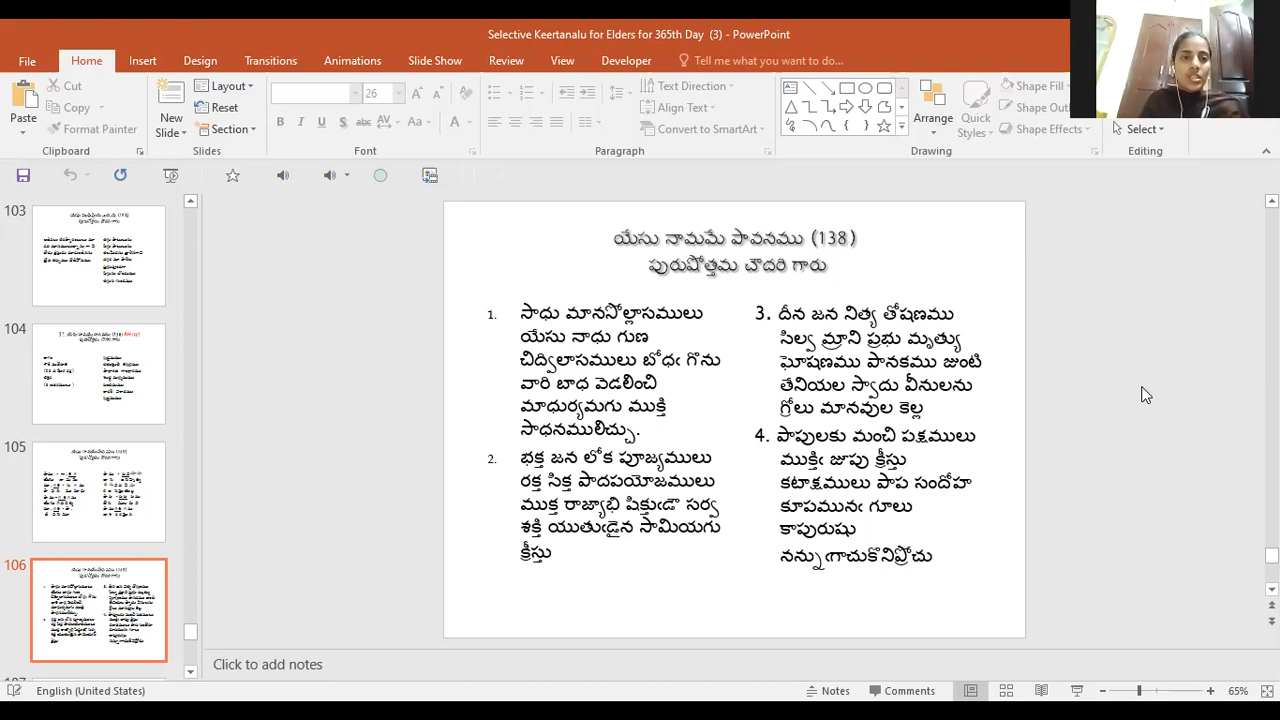 Selective Keertanalu for Elders for 365th Day (3) - PowerPoint
File Home Insert Design Transitions Animations Slide Show Review View Developer Tell me what you want to do...
Paste
Cut
Copy
Format Painter
Clipboard
New Slide
Layout
Reset
Section
Slides
26
Font
Text Direction
Align Text
Convert to SmartArt
Paragraph
Arrange
Quick Styles
Shape Fill
Shape Out
Shape Effects
Drawing
Select
Editing
103
104
105
106
యేసు నామమే పావనము (138)
పురుషోత్తమ చౌదరి గారు
1. సాధు మానసోల్లాసములు
యేసు నాధు గుణ
చిద్విలాసములు బోధఁ గొను
వారి బాధ వెడలించి
మాధుర్యమగు ముక్తి
సాధనములిచ్చు.
2. భక్త జన లోక పూజ్యములు
రక్త సిక్త పాదపయోజములు
ముక్త రాజ్యాభి షిక్తుఁడౌ సర్వ
శక్తి యుతుఁడైన సామియగు
క్రీస్తు
3. దీన జన నిత్య తోషణము
సిల్వ మ్రాని ప్రభు మృత్యు
ఘోషణము పానకము జుంటి
తేనియల స్వాదు వీనులను
గ్రోలు మానవుల కెల్ల
4. పాపులకు మంచి పక్షములు
ముక్తిఁ జూపు క్రీస్తు
కటాక్షములు పాప సందోహ
కూపమునఁ గూలు
కాపురుషు
నన్నుఁగాచుకొనిప్రోచు
Click to add notes
English (United States)
Notes
Comments
65%